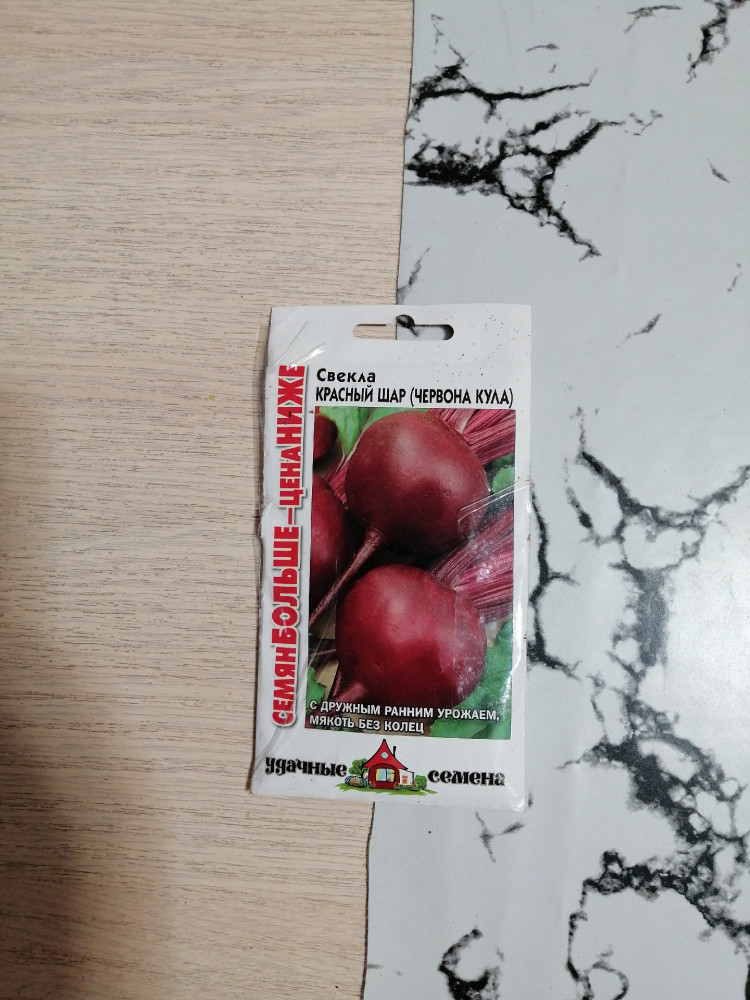 Свекла
КРАСНЫЙ ШАР (ЧЕРВОНА КУЛА)
СЕМЯН БОЛЬШЕ – ЦЕНА НИЖЕ
С ДРУЖНЫМ РАННИМ УРОЖАЕМ,
МЯКОТЬ БЕЗ КОЛЕЦ
удачные семена